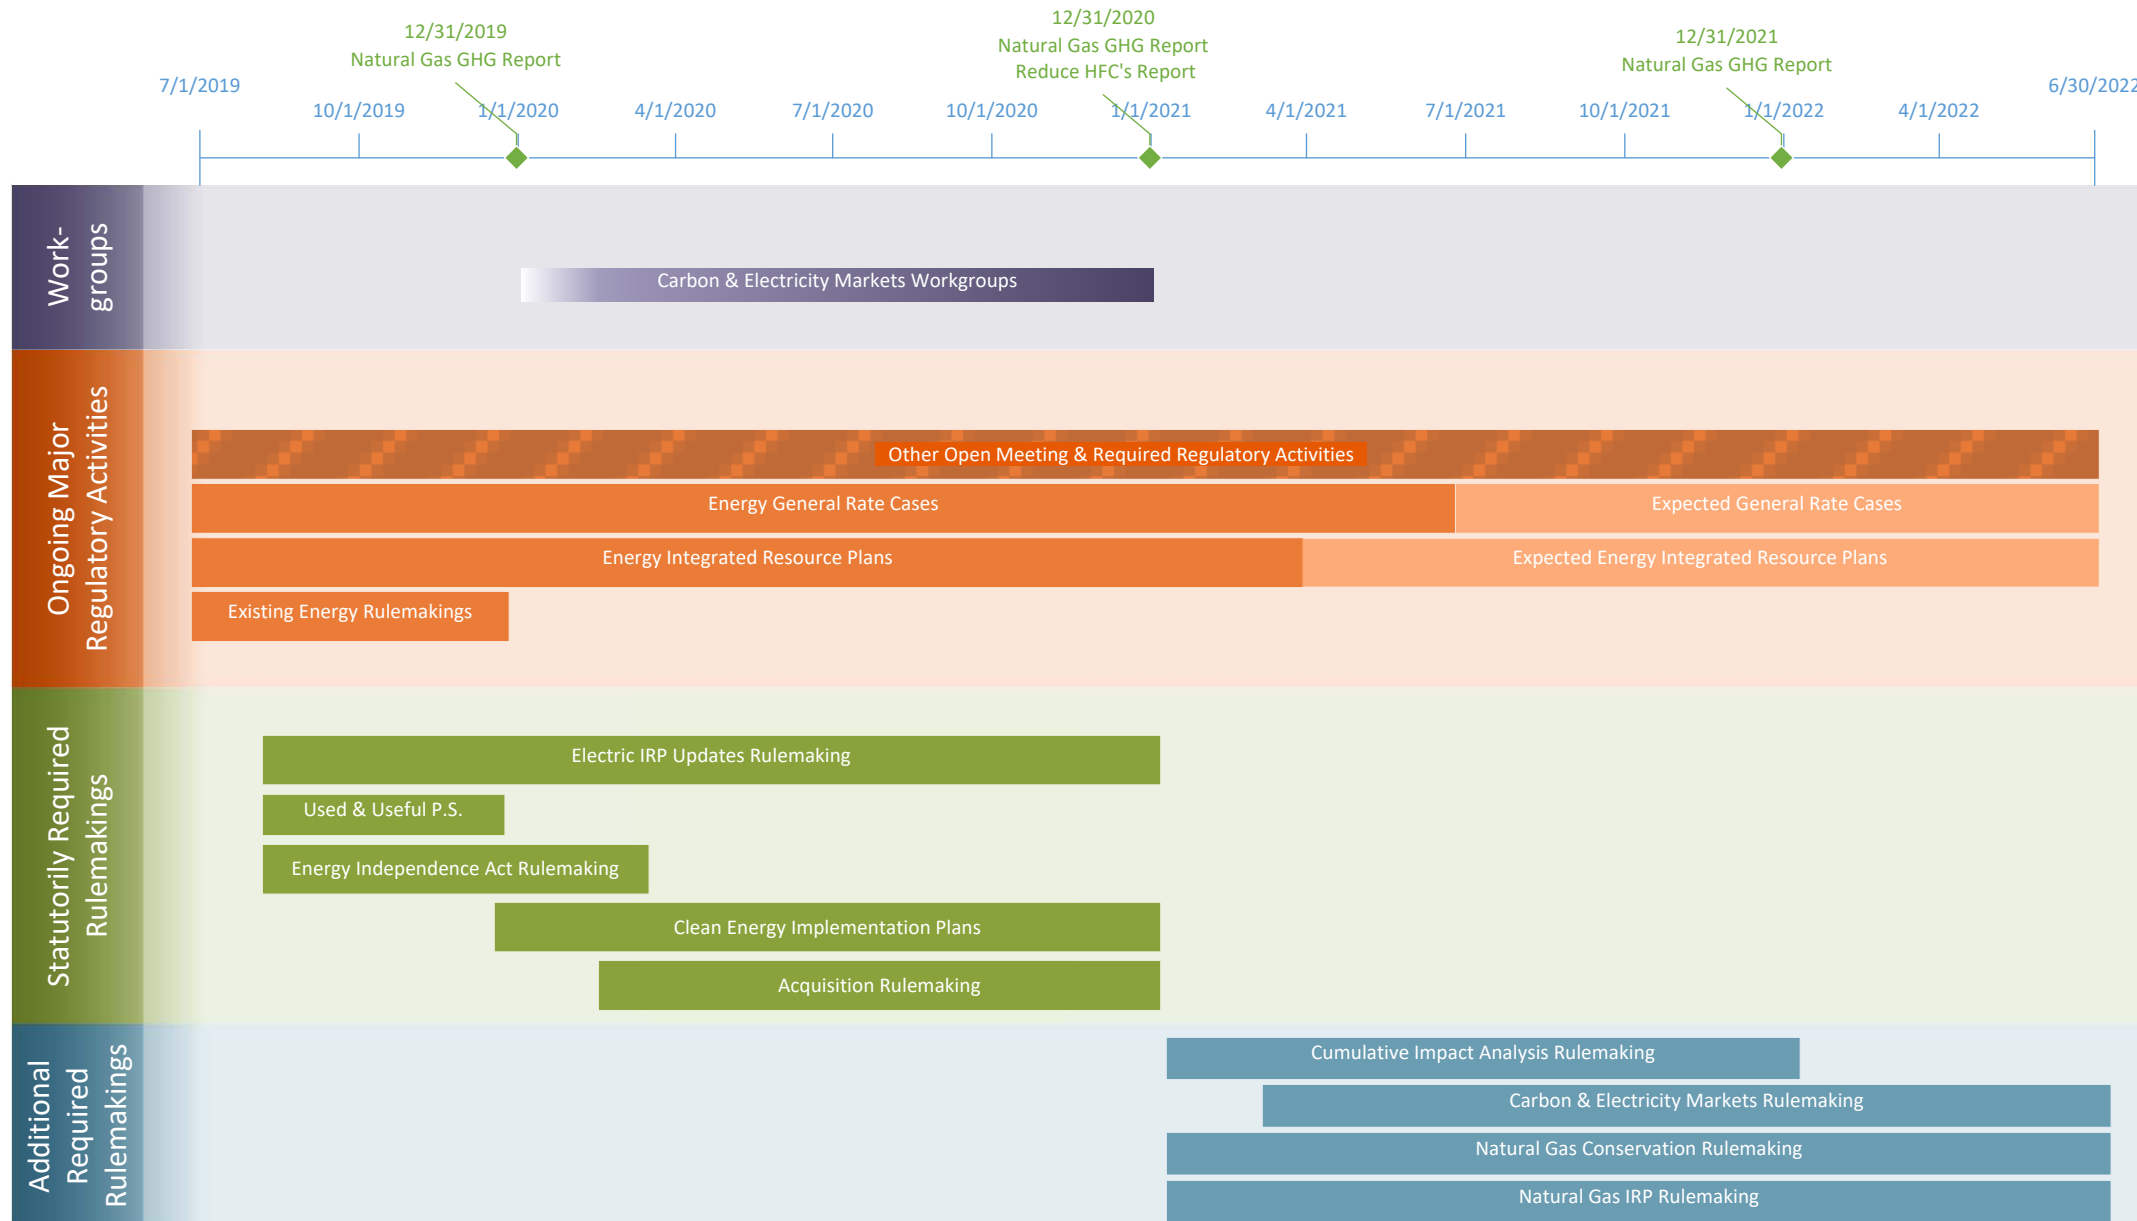 12/31/2019
Natural Gas GHG Report
12/31/2020
Natural Gas GHG Report
Reduce HFC's Report
12/31/2021
Natural Gas GHG Report
7/1/2019
10/1/2019
1/1/2020
4/1/2020
7/1/2020
10/1/2020
1/1/2021
4/1/2021
7/1/2021
10/1/2021
1/1/2022
4/1/2022
6/30/2022
Work-
groups
Carbon & Electricity Markets Workgroups
Ongoing Major
Regulatory Activities
Other Open Meeting & Required Regulatory Activities
Energy General Rate Cases
Expected General Rate Cases
Energy Integrated Resource Plans
Expected Energy Integrated Resource Plans
Existing Energy Rulemakings
Statutorily Required
Rulemakings
Electric IRP Updates Rulemaking
Used & Useful P.S.
Energy Independence Act Rulemaking
Clean Energy Implementation Plans
Acquisition Rulemaking
Additional
Required
Rulemakings
Cumulative Impact Analysis Rulemaking
Carbon & Electricity Markets Rulemaking
Natural Gas Conservation Rulemaking
Natural Gas IRP Rulemaking